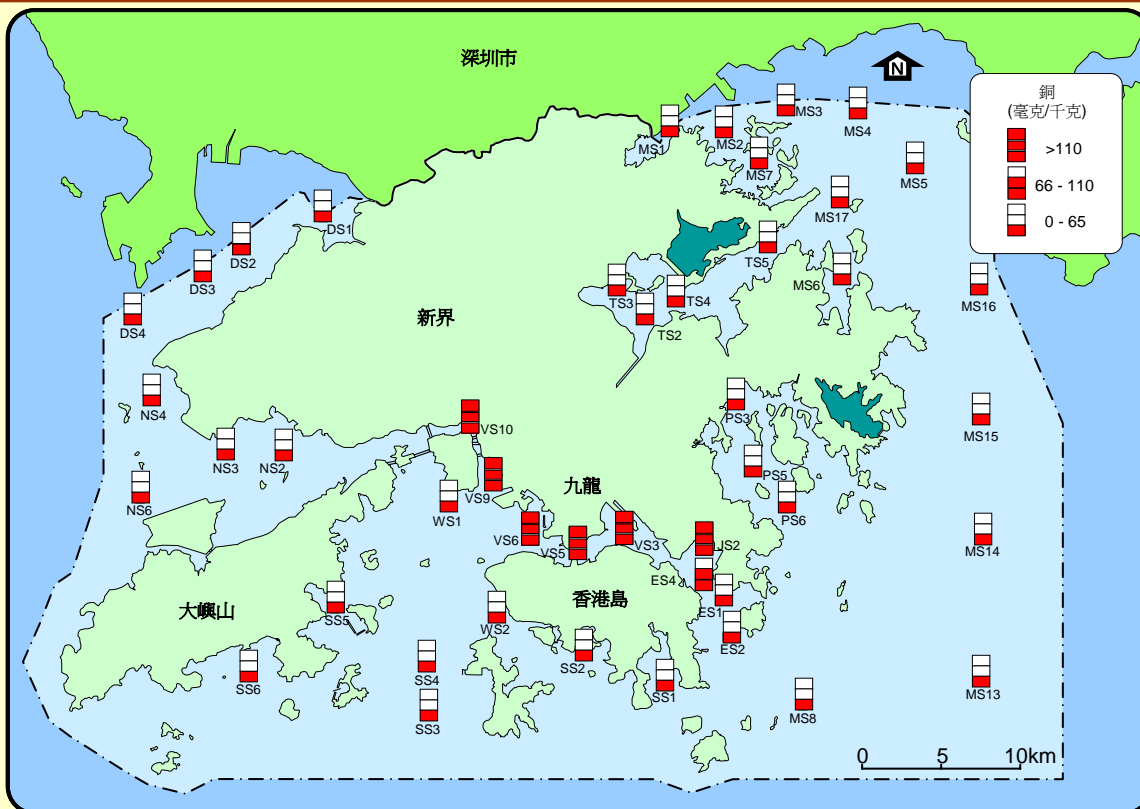 深圳市
N
銅
(毫克/千克)
>110
66 - 110
0 - 65
MS3
MS4
MS1
MS2
MS7
MS5
MS17
DS1
DS2
TS5
DS3
MS6
MS16
TS3
TS4
DS4
TS2
新界
NS4
PS3
VS10
MS15
NS3
NS2
VS9
九龍
PS5
NS6
WS1
PS6
VS6
VS5
VS3
JS2
MS14
ES4
大嶼山
SS5
香港島
ES1
WS2
ES2
SS2
SS6
SS4
SS1
MS13
MS8
SS3
0 5 10km